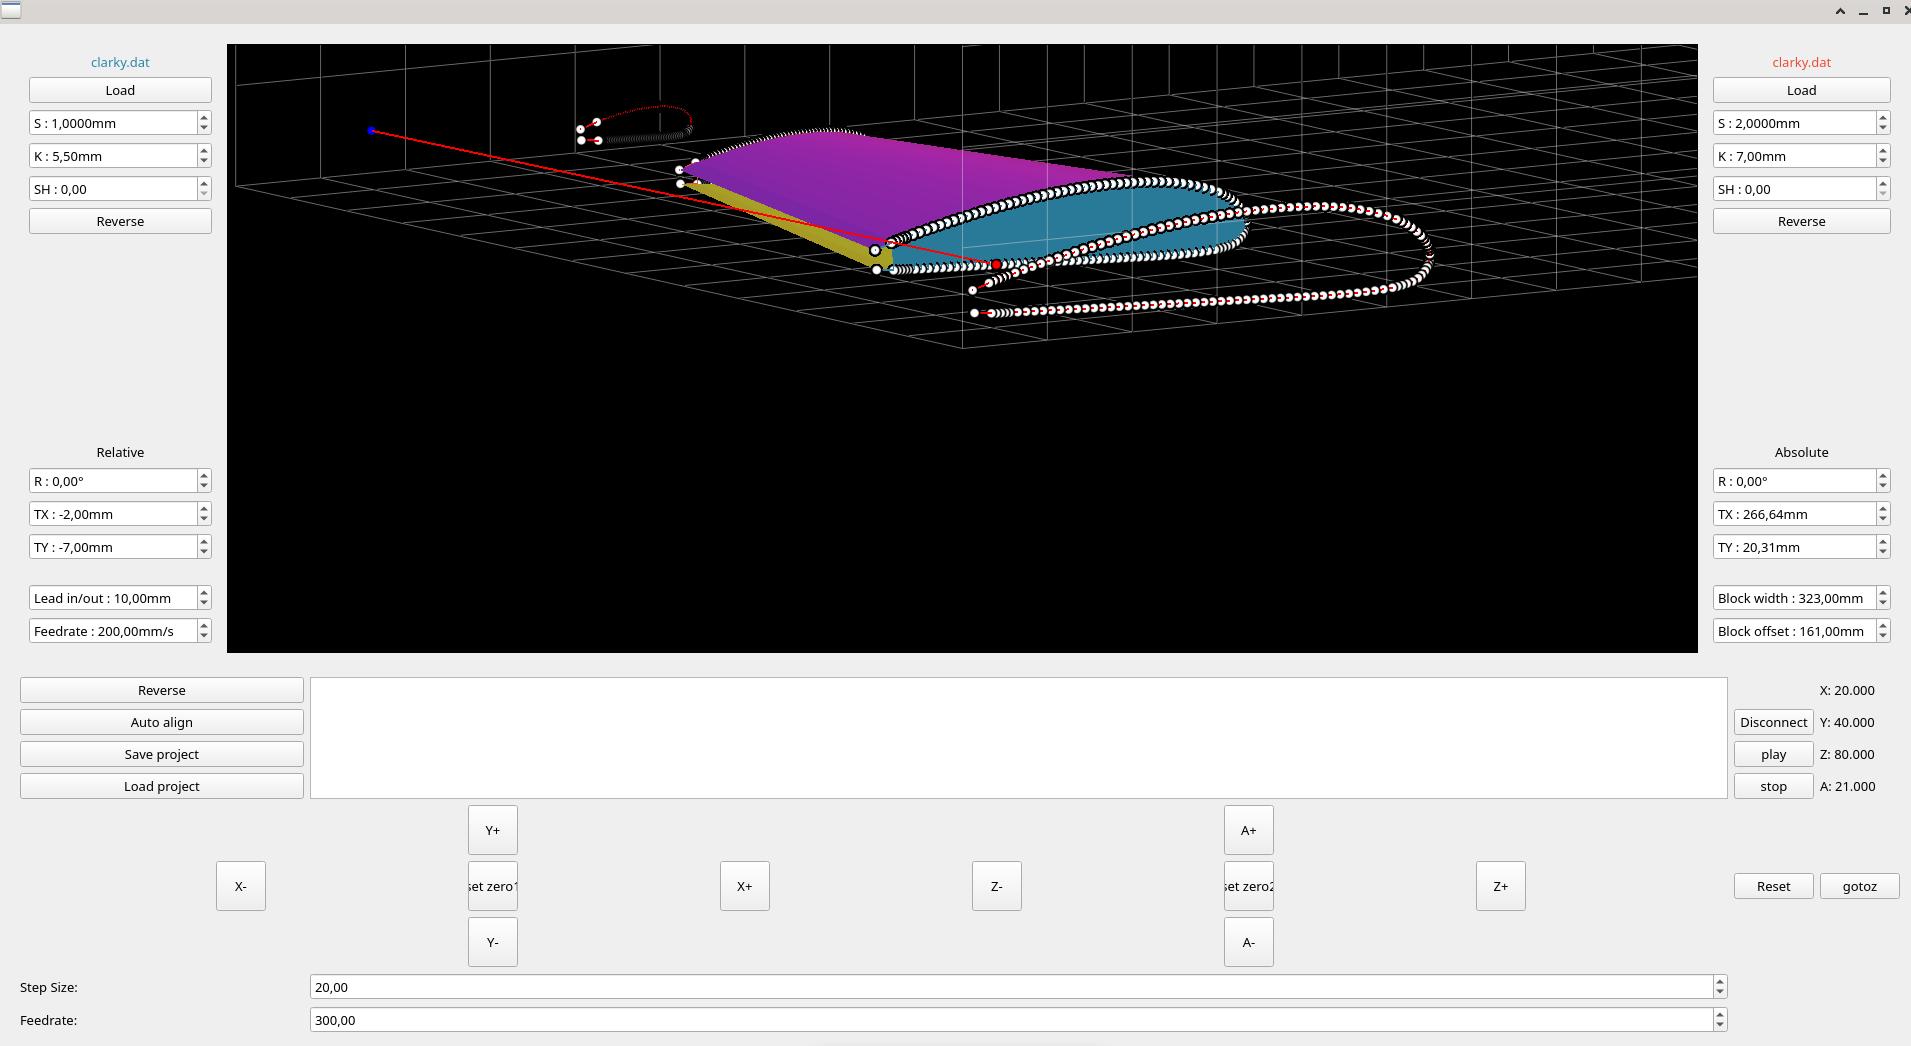 clarky.dat
Load
S : 1,0000mm
K : 5,50mm
SH : 0,00
Reverse
Relative
R : 0,00°
TX : -2,00mm
TY : -7,00mm
Lead in/out : 10,00mm
Feedrate : 200,00mm/s
clarky.dat
Load
S : 2,0000mm
K : 7,00mm
SH : 0,00
Reverse
Absolute
R : 0,00°
TX : 266,64mm
TY : 20,31mm
Block width : 323,00mm
Block offset : 161,00mm
Reverse
Auto align
Save project
Load project
X: 20.000
Disconnect Y: 40.000
play Z: 80.000
stop A: 21.000
Y+ A+
X- set zero1 X+ Z- set zero2 Z+ Reset gotoz
Y- A-
Step Size: 20,00
Feedrate: 300,00